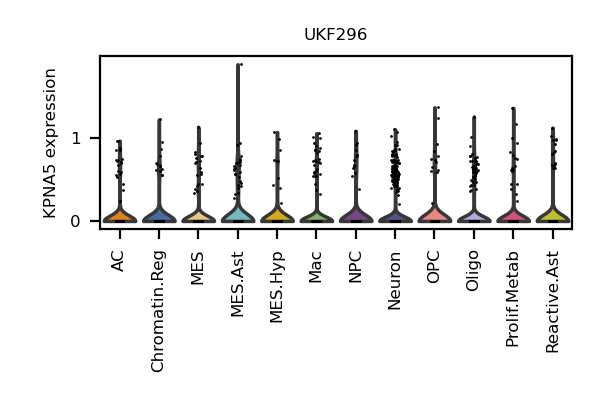 UKF296
KPNA5 expression
1
0
AC
Chromatin.Reg
MES
MES.Ast
MES.Hyp
Mac
NPC
Neuron
OPC
Oligo
Prolif.Metab
Reactive.Ast